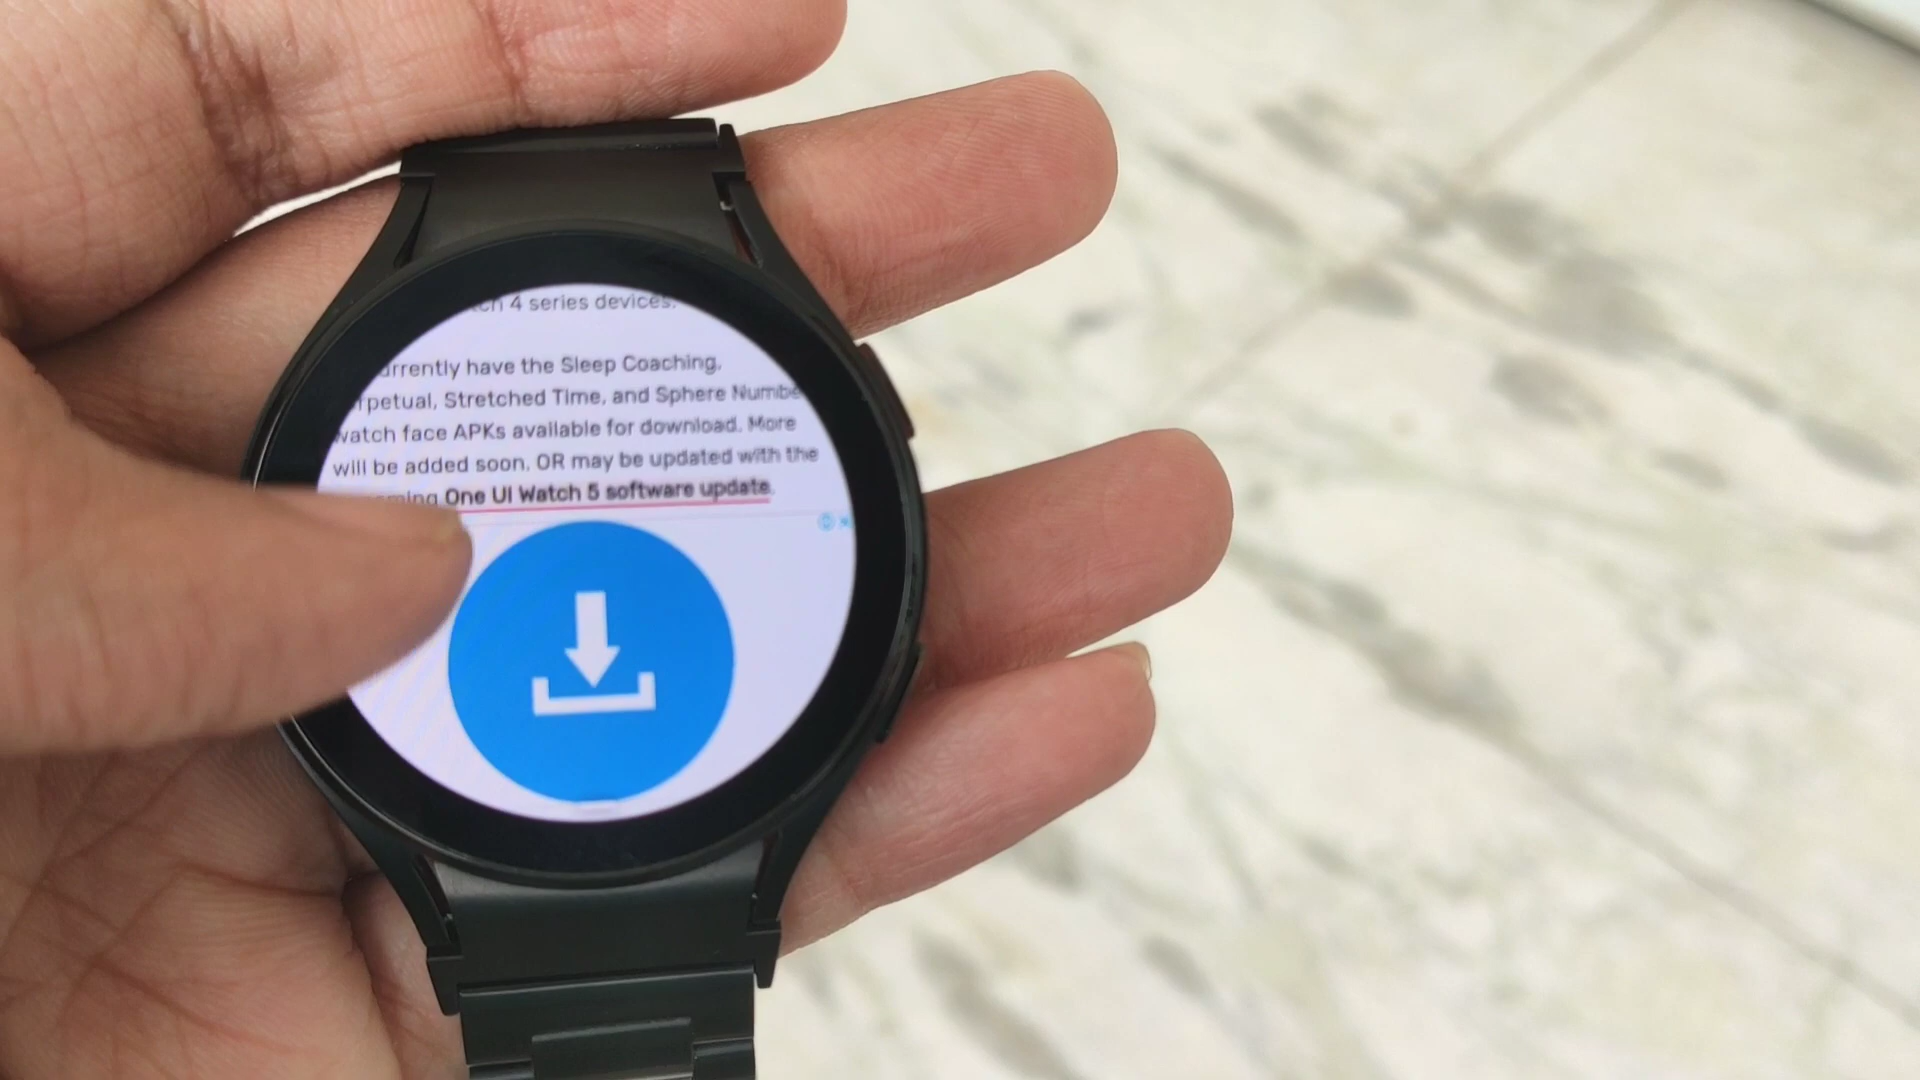 4 series devices.
have the Sleep Coaching,
Stretched Time, and Sphere
watch face APKs available for download. More
will be added soon, OR may be updated with the
One UI Watch 5 software update.